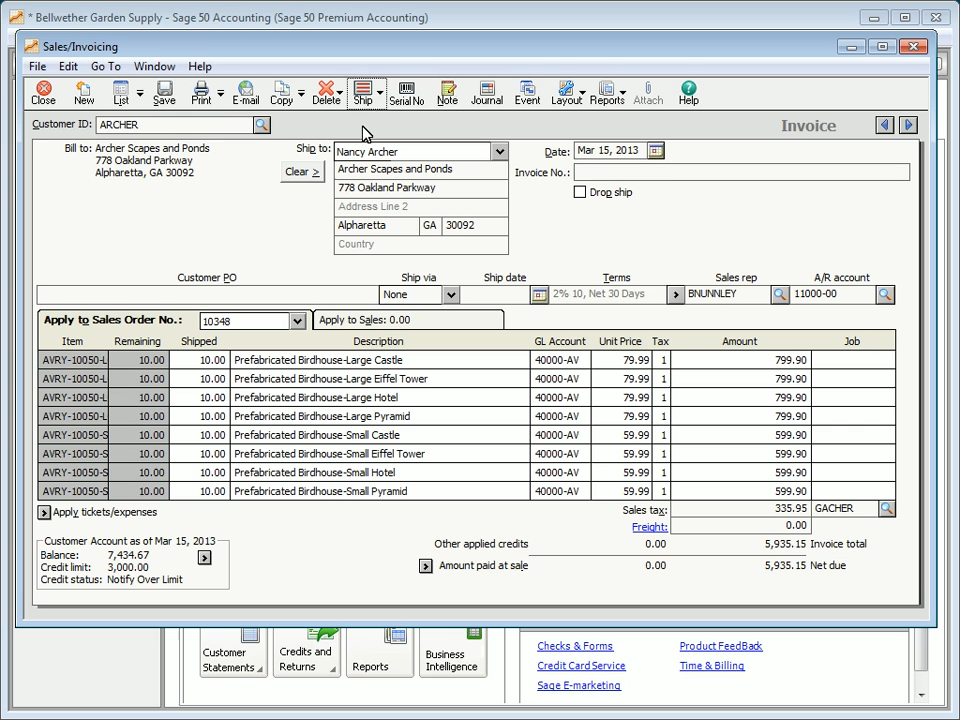 * Bellwether Garden Supply - Sage 50 Accounting (Sage 50 Premium Accounting)
Sales/Invoicing
File Edit Go To Window Help
Close New List Save Print E-mail Copy Delete Ship Serial No Note Journal Event Layout Reports Attach Help
Customer ID: ARCHER
Invoice
Bill to: Archer Scapes and Ponds
778 Oakland Parkway
Alpharetta, GA 30092
Ship to: Nancy Archer
Clear >
Archer Scapes and Ponds
778 Oakland Parkway
Address Line 2
Alpharetta GA 30092
Country
Date: Mar 15, 2013
Invoice No.:
Drop ship
Customer PO Ship via Ship date Terms Sales rep A/R account
None 2% 10, Net 30 Days BNUNNLEY 11000-00
Apply to Sales Order No.: 10348 Apply to Sales: 0.00
Item Remaining Shipped Description GL Account Unit Price Tax Amount Job
AVRY-10050-L 10.00 10.00 Prefabricated Birdhouse-Large Castle 40000-AV 79.99 1 799.90
AVRY-10050-L 10.00 10.00 Prefabricated Birdhouse-Large Eiffel Tower 40000-AV 79.99 1 799.90
AVRY-10050-L 10.00 10.00 Prefabricated Birdhouse-Large Hotel 40000-AV 79.99 1 799.90
AVRY-10050-L 10.00 10.00 Prefabricated Birdhouse-Large Pyramid 40000-AV 79.99 1 799.90
AVRY-10050-S 10.00 10.00 Prefabricated Birdhouse-Small Castle 40000-AV 59.99 1 599.90
AVRY-10050-S 10.00 10.00 Prefabricated Birdhouse-Small Eiffel Tower 40000-AV 59.99 1 599.90
AVRY-10050-S 10.00 10.00 Prefabricated Birdhouse-Small Hotel 40000-AV 59.99 1 599.90
AVRY-10050-S 10.00 10.00 Prefabricated Birdhouse-Small Pyramid 40000-AV 59.99 1 599.90
Apply tickets/expenses
Sales tax: 335.95 GACHER
Freight: 0.00
Customer Account as of Mar 15, 2013
Balance: 7,434.67
Credit limit: 3,000.00
Credit status: Notify Over Limit
Other applied credits 0.00 5,935.15 Invoice total
Amount paid at sale 0.00 5,935.15 Net due
Customer Statements
Credits and Returns
Reports
Business Intelligence
Checks & Forms
Product FeedBack
Credit Card Service
Time & Billing
Sage E-marketing